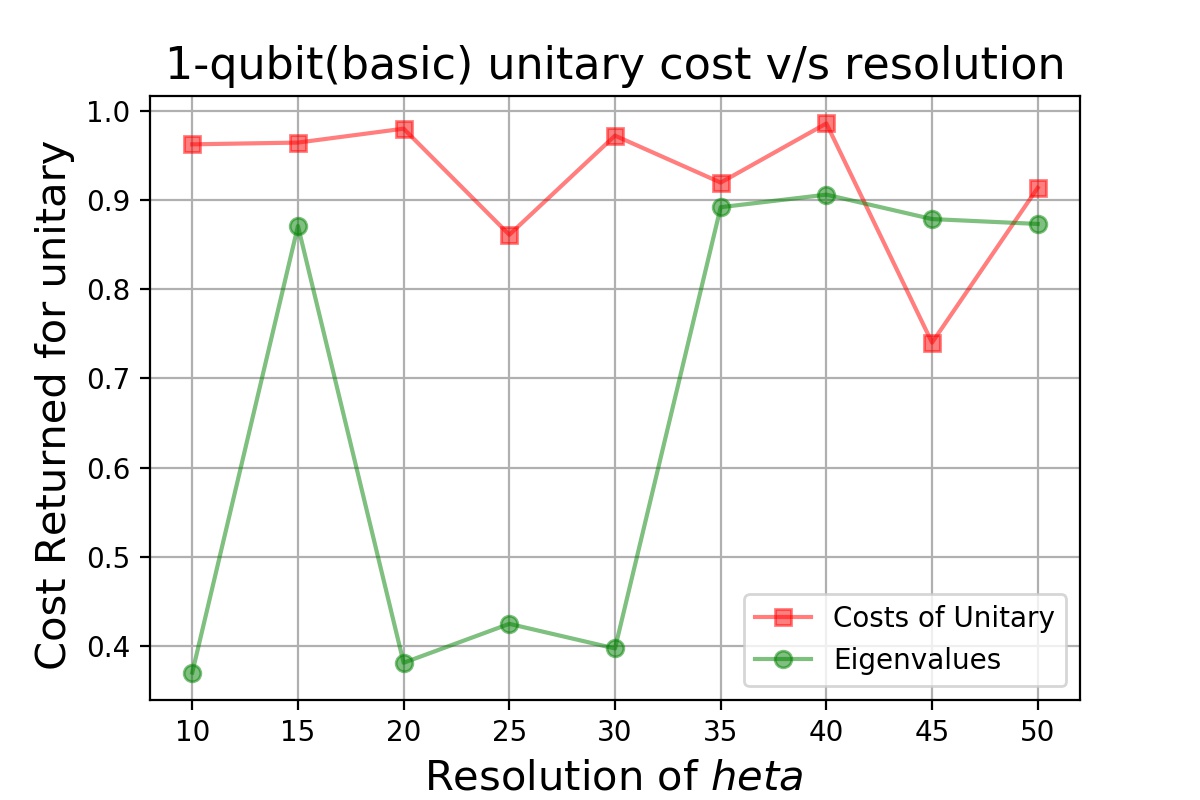 1-qubit(basic) unitary cost v/s resolution
Cost Returned for unitary
1.0
0.9
0.8
0.7
0.6
0.5
0.4
Costs of Unitary
Eigenvalues
10 15 20 25 30 35 40 45 50
Resolution of heta